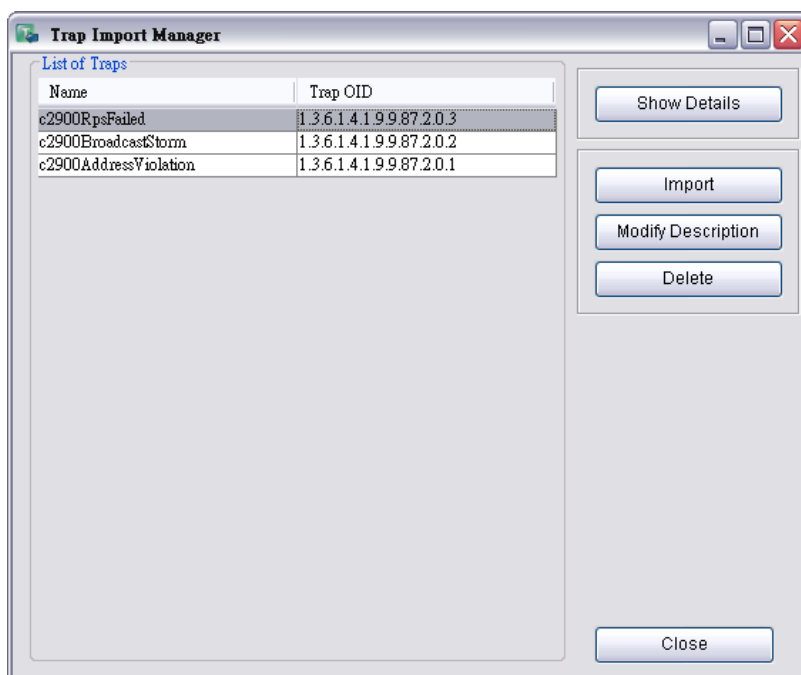 Trap Import Manager
List of Traps
Name Trap OID
c2900RpsFailed 1.3.6.1.4.1.9.9.87.2.0.3
c2900BroadcastStorm 1.3.6.1.4.1.9.9.87.2.0.2
c2900AddressViolation 1.3.6.1.4.1.9.9.87.2.0.1
Show Details
Import
Modify Description
Delete
Close